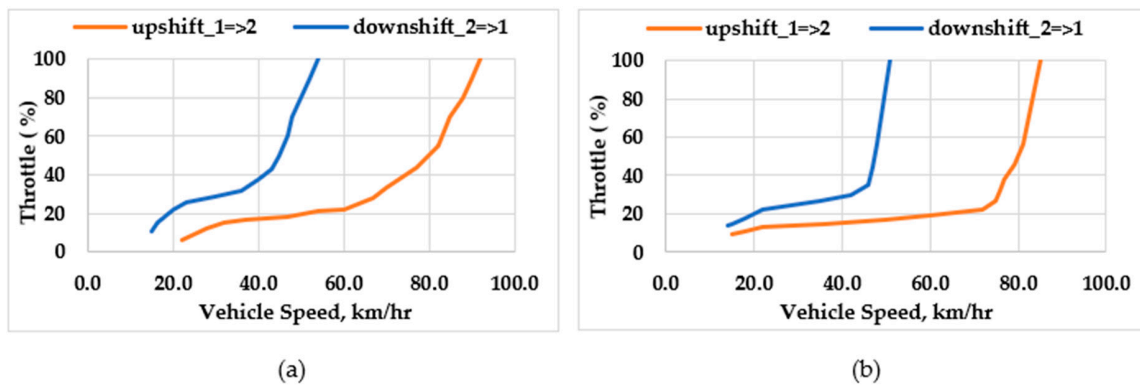 upshift_1=>2 downshift_2=>1
100
80
60
40
20
0
Throttle ( %)
0.0 20.0 40.0 60.0 80.0 100.0
Vehicle Speed, km/hr
(a)
upshift_1=>2 downshift_2=>1
100
80
60
40
20
0
Throttle ( %)
0.0 20.0 40.0 60.0 80.0 100.0
Vehicle Speed, km/hr
(b)